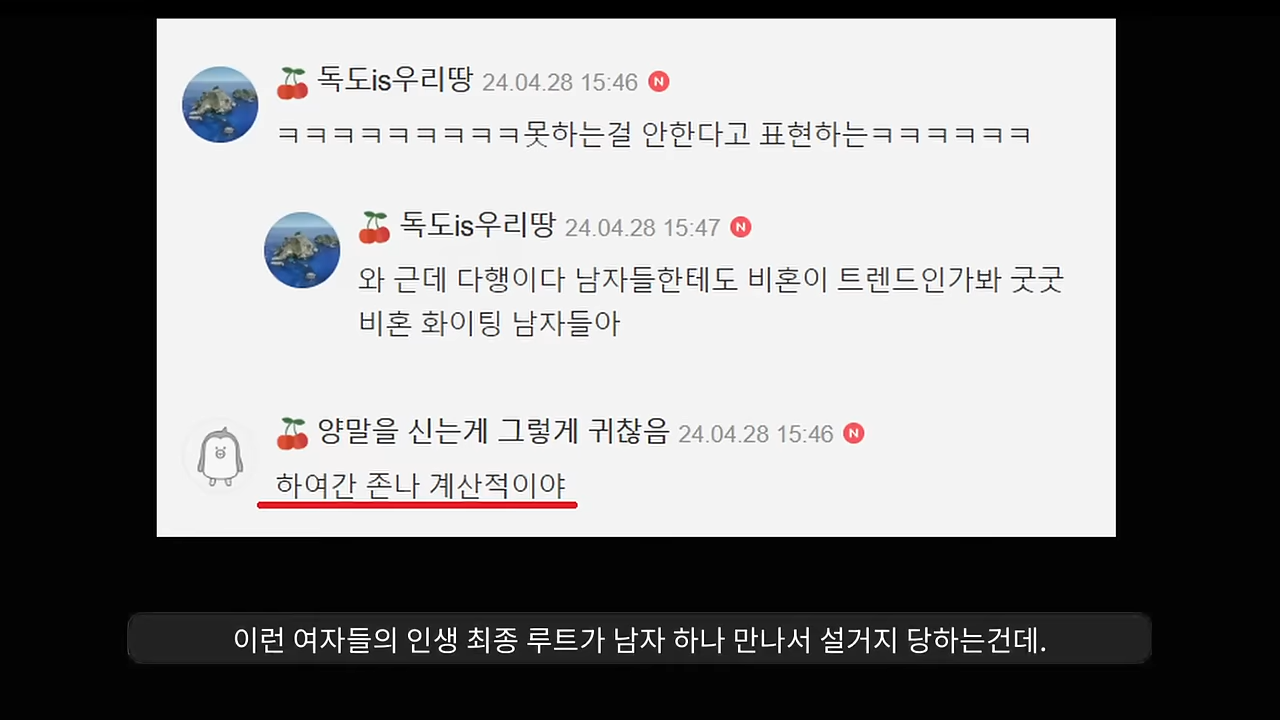 독도is우리땅 24.04.28 15:46 N
ㅋㅋㅋㅋㅋㅋㅋㅋㅋ못하는걸 안한다고 표현하는ㅋㅋㅋㅋㅋㅋ
독도is우리땅 24.04.28 15:47 N
와 근데 다행이다 남자들한테도 비혼이 트렌드인가봐 굿굿
비혼 화이팅 남자들아
양말을 신는게 그렇게 귀찮음 24.04.28 15:46 N
하여간 존나 계산적이야
이런 여자들의 인생 최종 루트가 남자 하나 만나서 설거지 당하는건데.